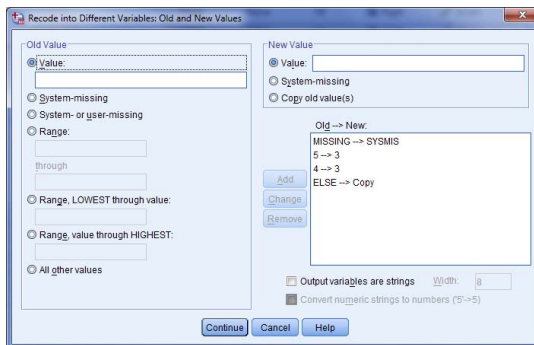 Recode into Different Variables: Old and New Values
Old Value
Value:
System-missing
System- or user-missing
Range:
through
Range, LOWEST through value:
Range, value through HIGHEST:
All other values
New Value
Value:
System-missing
Copy old value(s)
Old --> New:
MISSING --> SYSMIS
5 --> 3
4 --> 3
ELSE --> Copy
Add
Change
Remove
Output variables are strings Width: 8
Convert numeric strings to numbers ('5'->5)
Continue Cancel Help